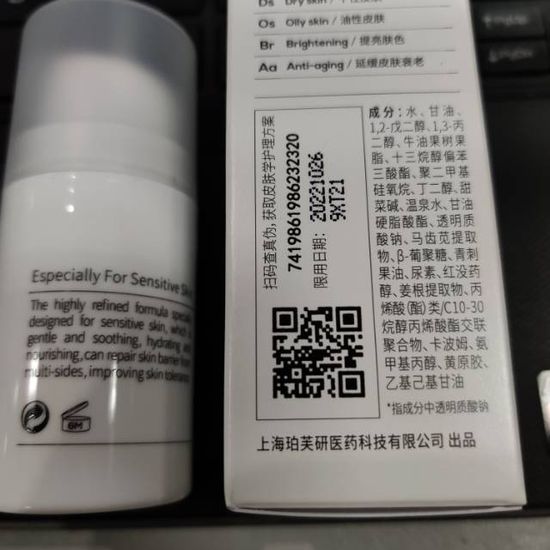 Ds Dry skin / 干性皮肤
Os Oily skin / 油性皮肤
Br Brightening / 提亮肤色
Aa Anti-aging / 延缓皮肤衰老
扫码查真伪，获取皮肤学护理方案
7419861986232320
限用日期：20221026
9XT21
成分：水、甘油、
1,2-戊二醇、1,3-丙
二醇、牛油果树果
脂、十三烷醇偏苯
三酸酯、聚二甲基
硅氧烷、丁二醇、甜
菜碱、温泉水、甘油
硬脂酸酯、透明质
酸钠、马齿苋提取
物、β-葡聚糖、青刺
果油、尿素、红没药
醇、姜根提取物、丙
烯酸(酯)类/C10-30
烷醇丙烯酸酯交联
聚合物、卡波姆、氨
甲基丙醇、黄原胶、
乙基己基甘油
*指成分中透明质酸钠
上海珀芙研医药科技有限公司 出品
Especially For Sensitive
The highly refined formula
designed for sensitive skin,
gentle and soothing, hydrating
nourishing, can repair skin barrier
multi-sides, improving skin
6M